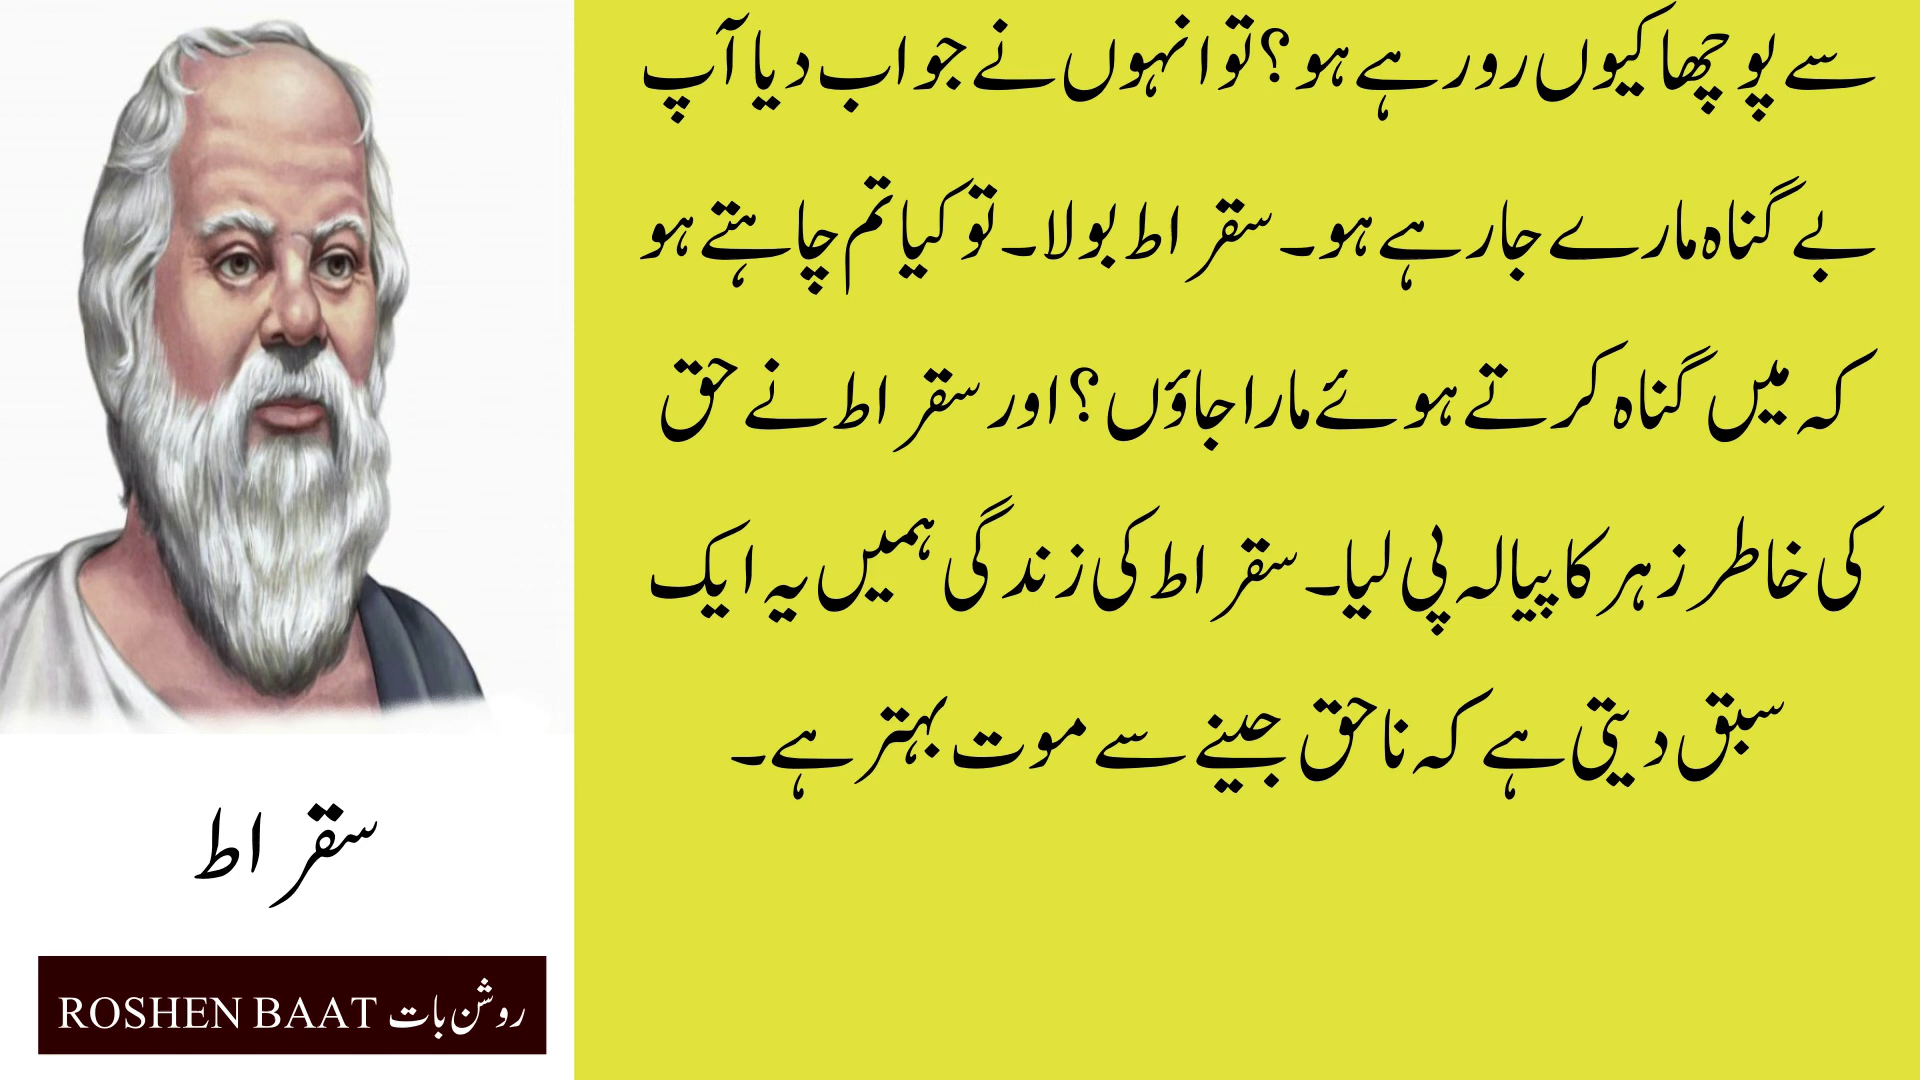 سے پوچھا کیوں رو رہے ہو؟ تو انہوں نے جواب دیا آپ
بے گناہ مارے جا رہے ہو۔ سقراط بولا۔ تو کیا تم چاہتے ہو
کہ میں گناہ کرتے ہوئے مارا جاؤں؟ اور سقراط نے حق
کی خاطر زہر کا پیالہ پی لیا۔ سقراط کی زندگی ہمیں یہ ایک
سبق دیتی ہے کہ ناحق جینے سے موت بہتر ہے۔
سقراط
ROSHEN BAAT روشن بات